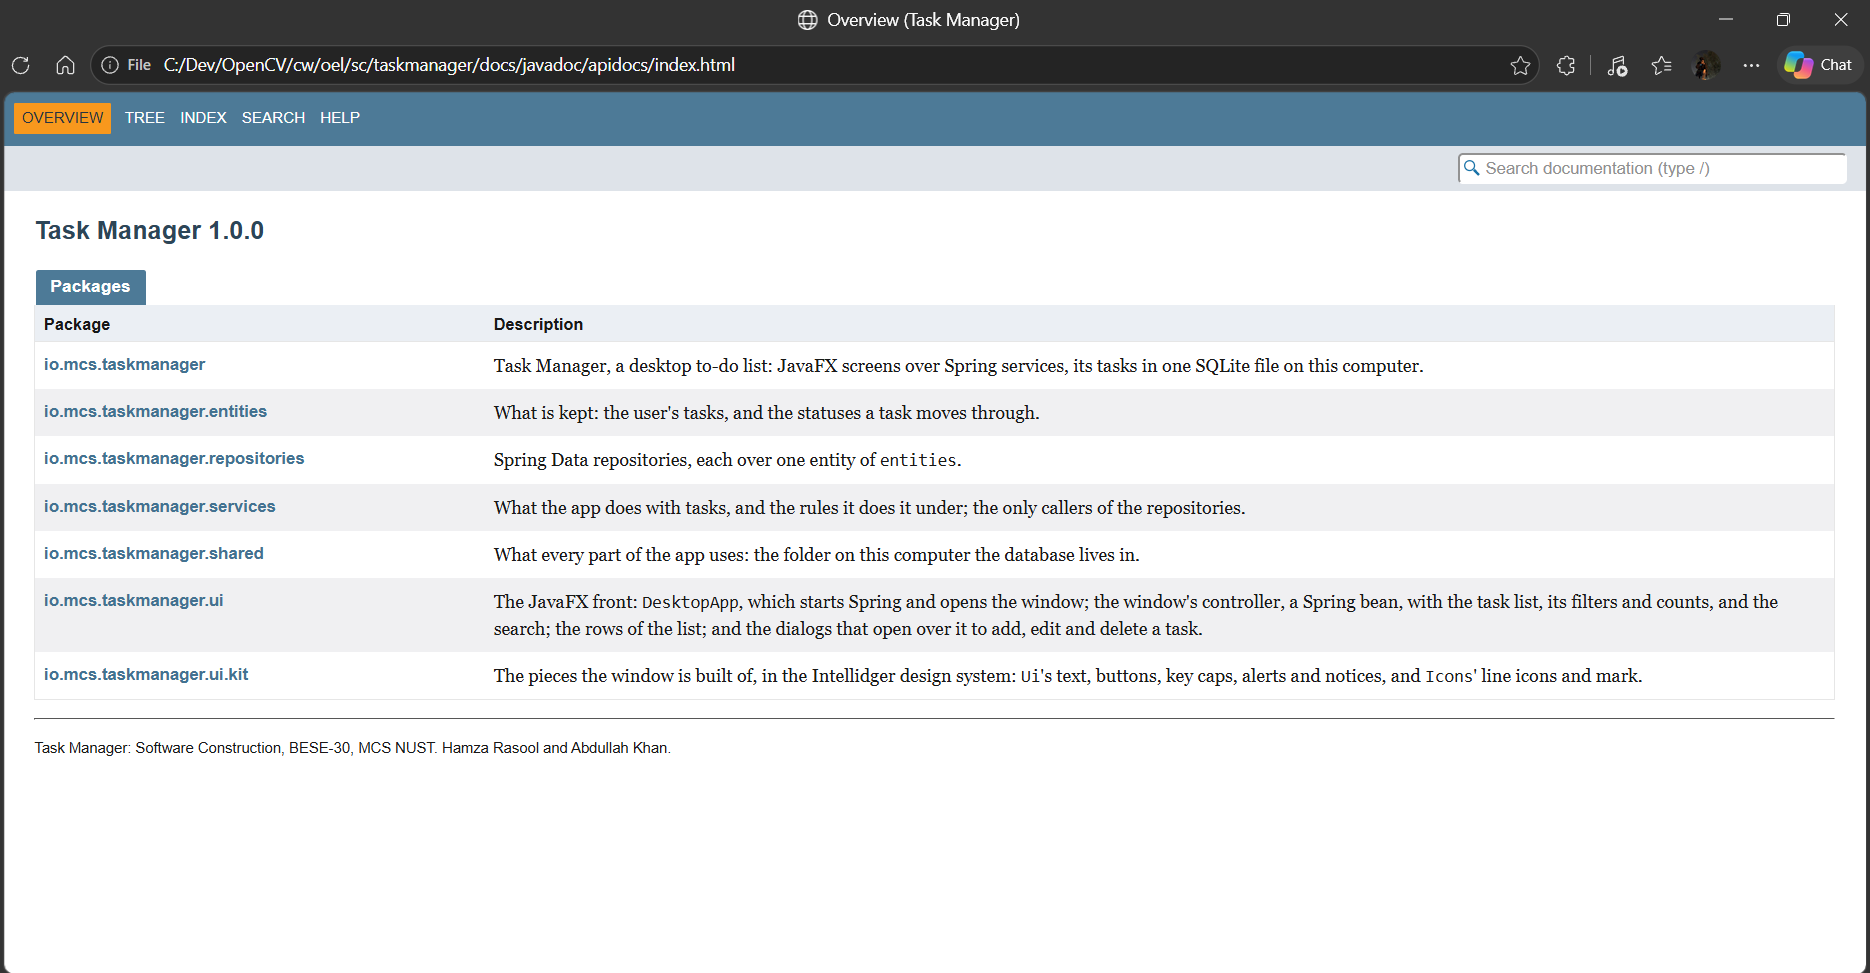 Overview (Task Manager)
File C:/Dev/OpenCV/cw/oel/sc/taskmanager/docs/javadoc/apidocs/index.html
Chat
OVERVIEW TREE INDEX SEARCH HELP
Search documentation (type /)
Task Manager 1.0.0
Packages
Package Description
io.mcs.taskmanager Task Manager, a desktop to-do list: JavaFX screens over Spring services, its tasks in one SQLite file on this computer.
io.mcs.taskmanager.entities What is kept: the user's tasks, and the statuses a task moves through.
io.mcs.taskmanager.repositories Spring Data repositories, each over one entity of entities.
io.mcs.taskmanager.services What the app does with tasks, and the rules it does it under; the only callers of the repositories.
io.mcs.taskmanager.shared What every part of the app uses: the folder on this computer the database lives in.
io.mcs.taskmanager.ui The JavaFX front: DesktopApp, which starts Spring and opens the window; the window's controller, a Spring bean, with the task list, its filters and counts, and the
search; the rows of the list; and the dialogs that open over it to add, edit and delete a task.
io.mcs.taskmanager.ui.kit The pieces the window is built of, in the Intellidger design system: Ui's text, buttons, key caps, alerts and notices, and Icons' line icons and mark.
Task Manager: Software Construction, BESE-30, MCS NUST. Hamza Rasool and Abdullah Khan.